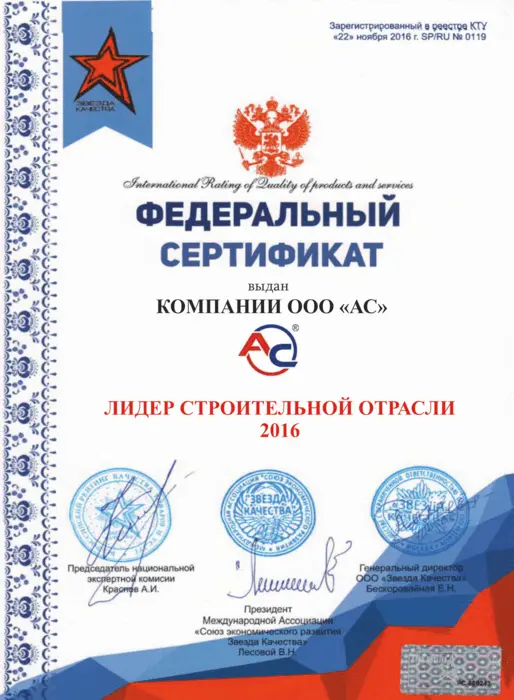 Зарегистрированный в реестре КТУ
«22» ноября 2016 г. SP/RU № 0119
ЗВЕЗДА
КАЧЕСТВА
International Rating of Quality of products and services
ФЕДЕРАЛЬНЫЙ
СЕРТИФИКАТ
выдан
КОМПАНИИ ООО «АС»
АС®
ЛИДЕР СТРОИТЕЛЬНОЙ ОТРАСЛИ
2016
ЗВЕЗДА
КАЧЕСТВА
Председатель национальной
экспертной комисии
Краснов А.И.
Генеральный директор
ООО «Звезда Качества»
Бескоровайная Е.Н.
Президент
Международной Ассоциации
«Союз экономического развития
Звезда Качества»
Лесовой В.Н.